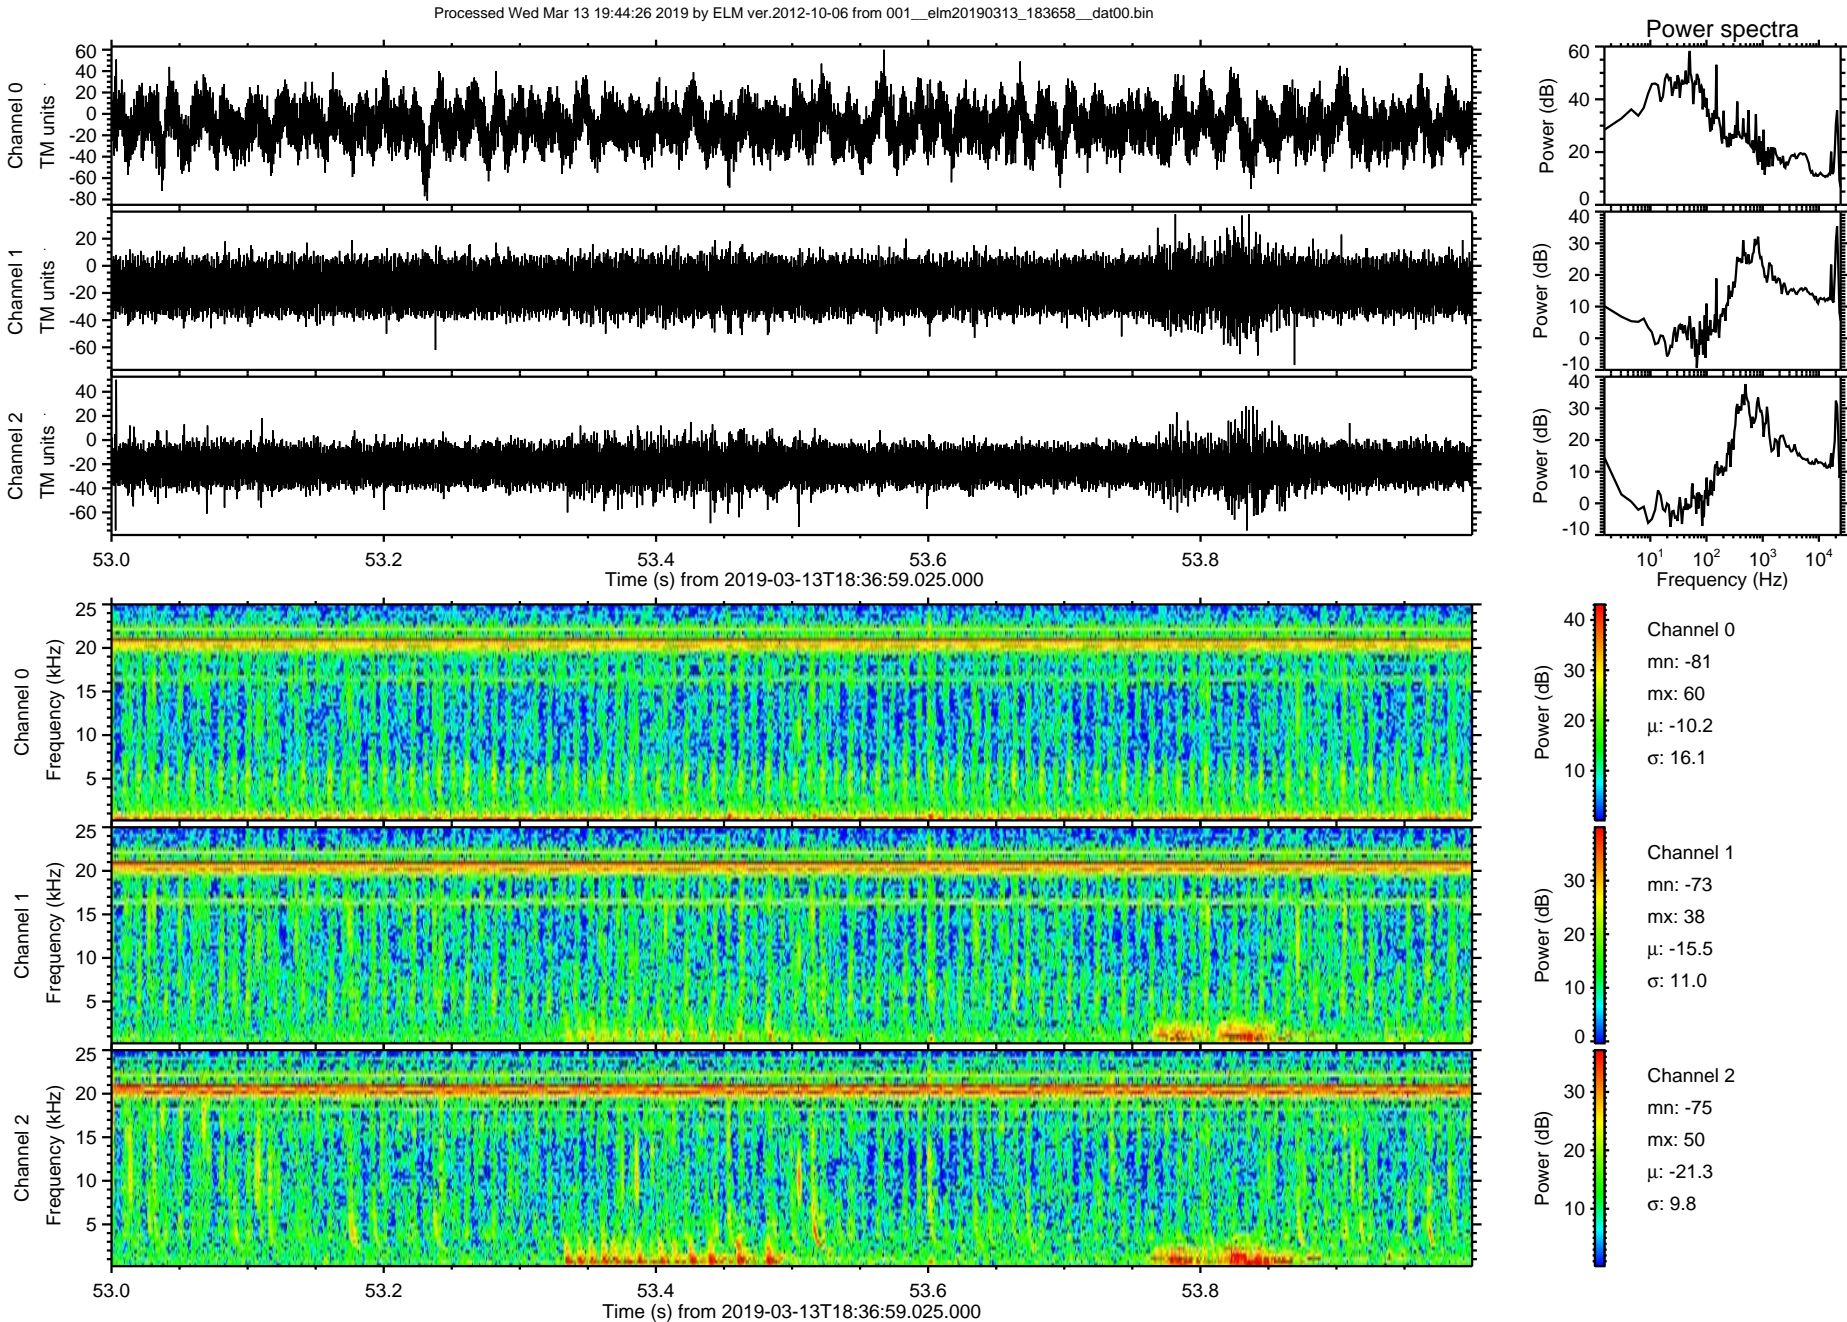 Processed Wed Mar 13 19:44:26 2019 by ELM ver.2012-10-06 from 001__elm20190313_183658__dat00.bin
Power spectra
Channel 0
TM units
60
40
20
0
-20
-40
-60
-80
Power (dB)
60
40
20
0
Channel 1
TM units
20
0
-20
-40
-60
Power (dB)
40
30
20
10
0
-10
Channel 2
TM units
40
20
0
-20
-40
-60
Power (dB)
40
30
20
10
0
-10
53.0 53.2 53.4 53.6 53.8
Time (s) from 2019-03-13T18:36:59.025.000
10¹ 10² 10³ 10⁴
Frequency (Hz)
Channel 0
Frequency (kHz)
25
20
15
10
5
Power (dB)
40
30
20
10
Channel 0
mn: -81
mx: 60
μ: -10.2
σ: 16.1
Channel 1
Frequency (kHz)
25
20
15
10
5
Power (dB)
30
20
10
0
Channel 1
mn: -73
mx: 38
μ: -15.5
σ: 11.0
Channel 2
Frequency (kHz)
25
20
15
10
5
Power (dB)
30
20
10
Channel 2
mn: -75
mx: 50
μ: -21.3
σ: 9.8
53.0 53.2 53.4 53.6 53.8
Time (s) from 2019-03-13T18:36:59.025.000